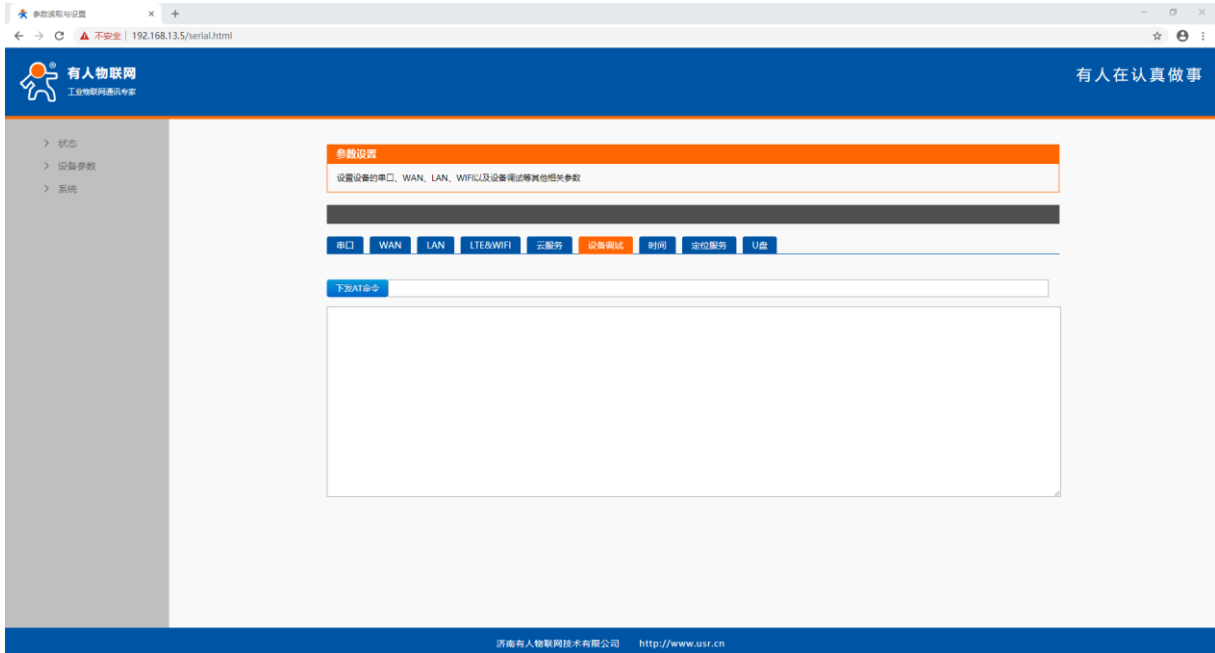 参数读取与设置
不安全 | 192.168.13.5/serial.html
有人物联网
工业物联网通讯专家
有人在认真做事
状态
设备参数
系统
参数设置
设置设备的串口、WAN、LAN、WIFI以及设备调试等其他相关参数
串口 WAN LAN LTE&WIFI 云服务 设备调试 时间 定位服务 U盘
下发AT命令
济南有人物联网技术有限公司 http://www.usr.cn